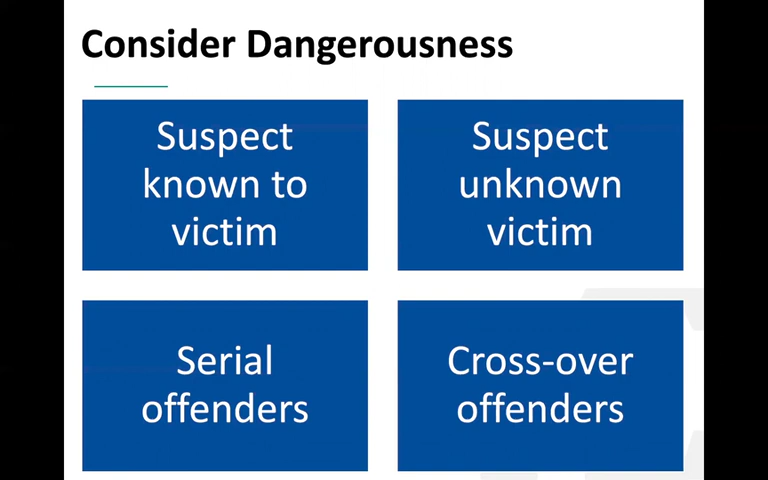 Consider Dangerousness
Suspect
known to
victim
Suspect
unknown
victim
Serial
offenders
Cross-over
offenders